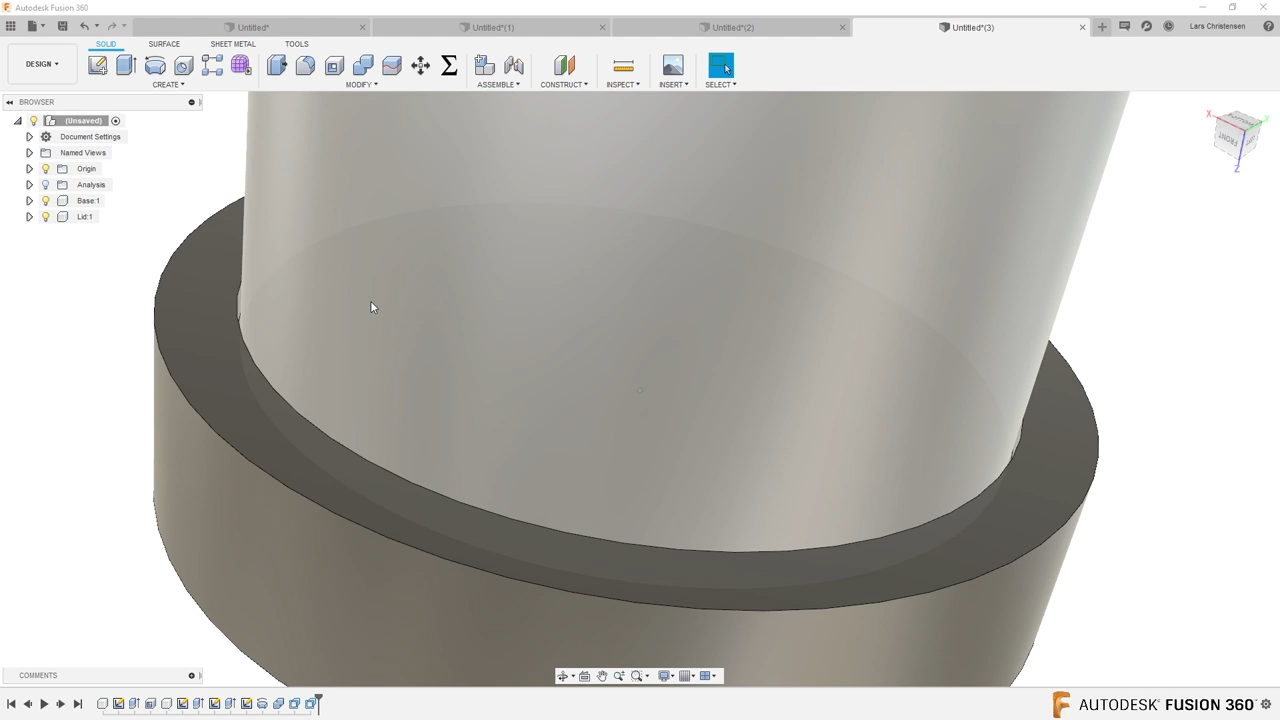 Autodesk Fusion 360
Untitled*
Untitled*(1)
Untitled*(2)
Untitled*(3)
Lars Christensen
SOLID
SURFACE
SHEET METAL
TOOLS
DESIGN
CREATE
MODIFY
ASSEMBLE
CONSTRUCT
INSPECT
INSERT
SELECT
BROWSER
(Unsaved)
Document Settings
Named Views
Origin
Analysis
Base:1
Lid:1
X
Y
Z
FRONT
COMMENTS
AUTODESK FUSION 360